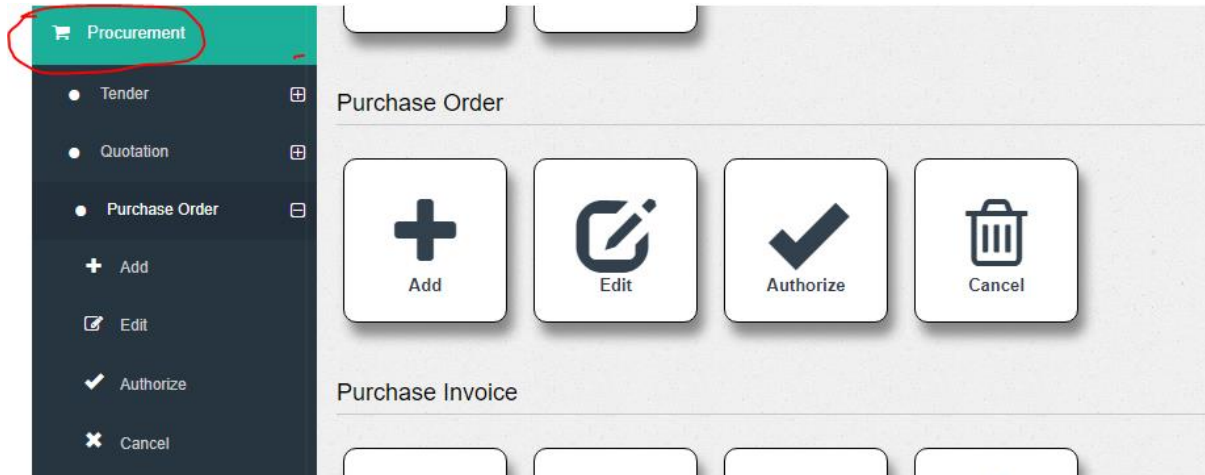 Procurement
Tender
Quotation
Purchase Order
Add
Edit
Authorize
Cancel
Purchase Order
Add
Edit
Authorize
Cancel
Purchase Invoice